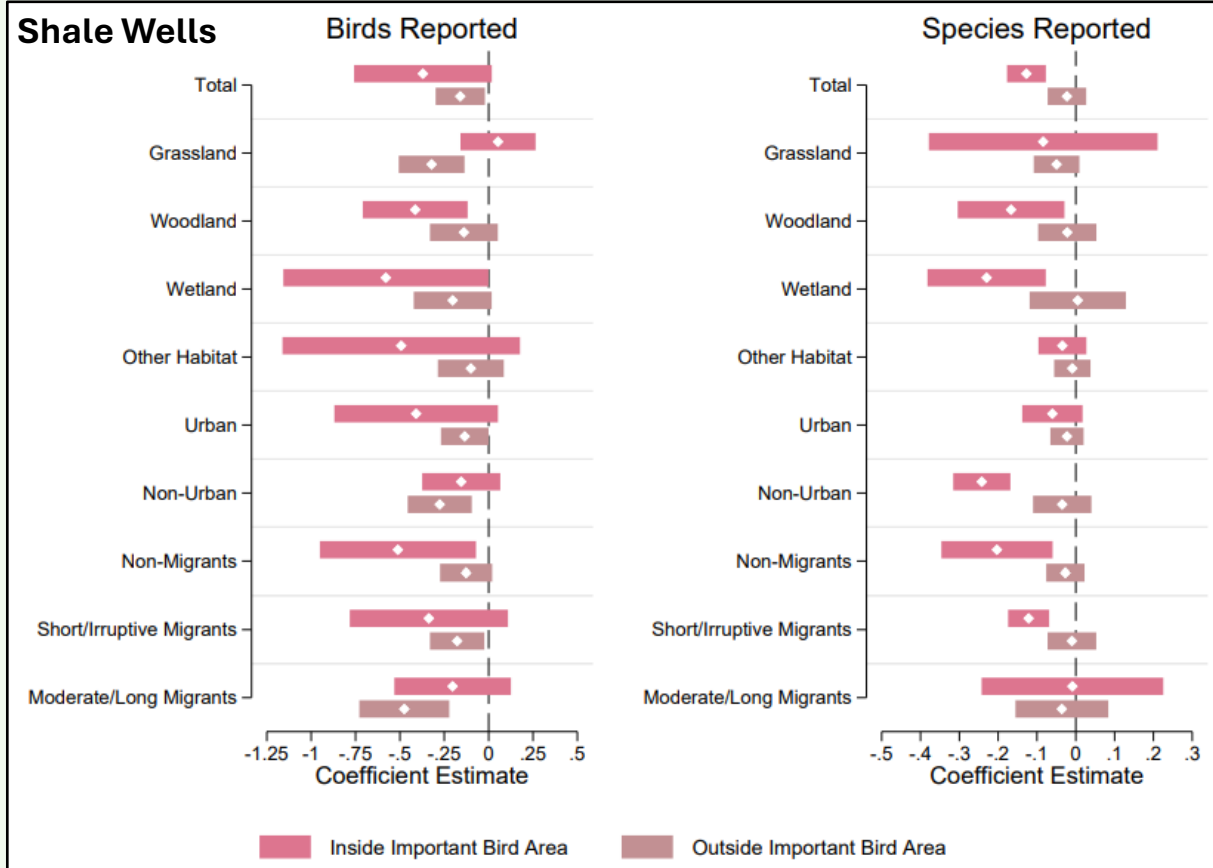 Shale Wells
Birds Reported
Total
Grassland
Woodland
Wetland
Other Habitat
Urban
Non-Urban
Non-Migrants
Short/Irruptive Migrants
Moderate/Long Migrants
-1.25 -1 -.75 -.5 -.25 0 .25 .5
Coefficient Estimate
Species Reported
Total
Grassland
Woodland
Wetland
Other Habitat
Urban
Non-Urban
Non-Migrants
Short/Irruptive Migrants
Moderate/Long Migrants
-.5 -.4 -.3 -.2 -.1 0 .1 .2 .3
Coefficient Estimate
Inside Important Bird Area
Outside Important Bird Area